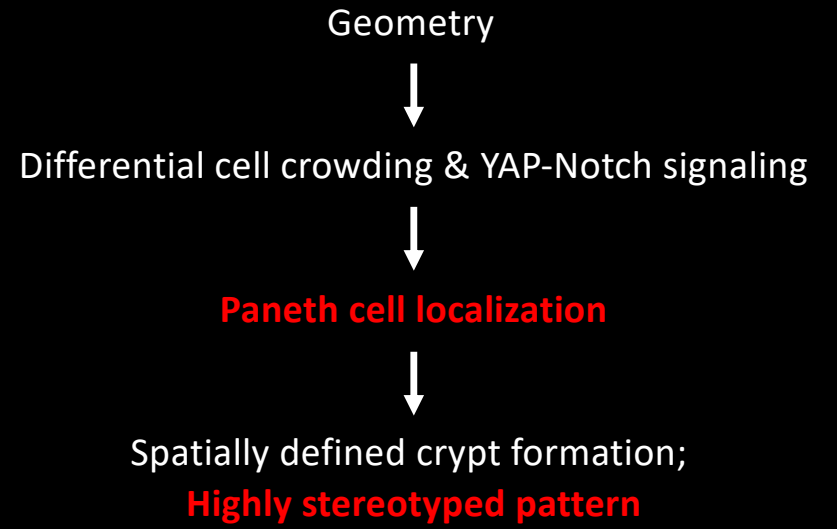 Geometry
Differential cell crowding & YAP-Notch signaling
Paneth cell localization
Spatially defined crypt formation;
Highly stereotyped pattern